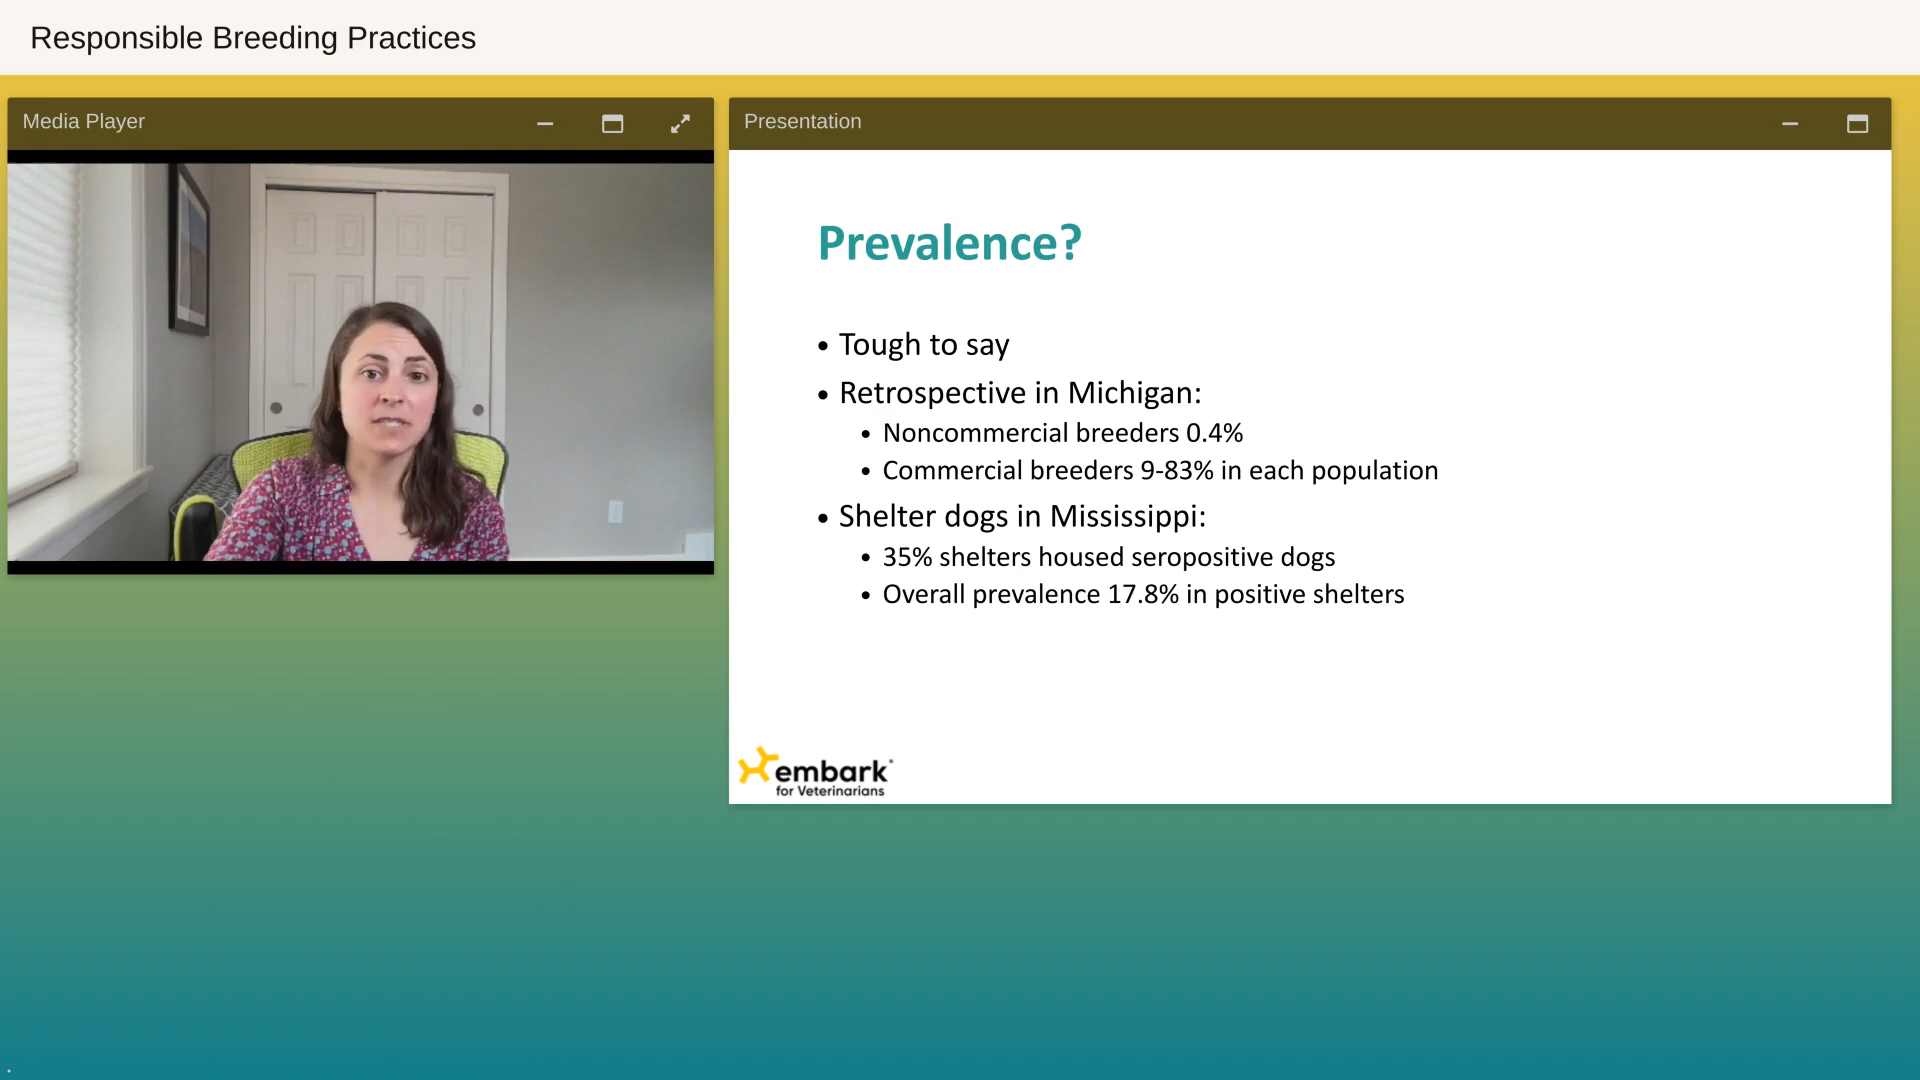 Responsible Breeding Practices
Media Player
Presentation
Prevalence?
• Tough to say
• Retrospective in Michigan:
• Noncommercial breeders 0.4%
• Commercial breeders 9-83% in each population
• Shelter dogs in Mississippi:
• 35% shelters housed seropositive dogs
• Overall prevalence 17.8% in positive shelters
embark
for Veterinarians